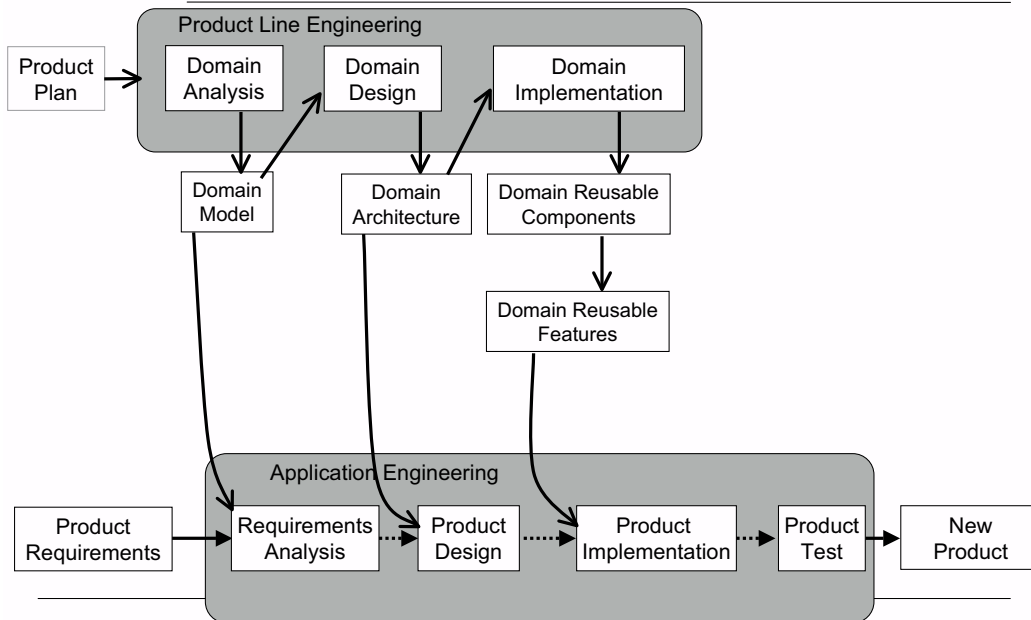 Product Line Engineering
Product
Plan
Domain
Analysis
Domain
Design
Domain
Implementation
Domain
Model
Domain
Architecture
Domain Reusable
Components
Domain Reusable
Features
Application Engineering
Product
Requirements
Requirements
Analysis
Product
Design
Product
Implementation
Product
Test
New
Product